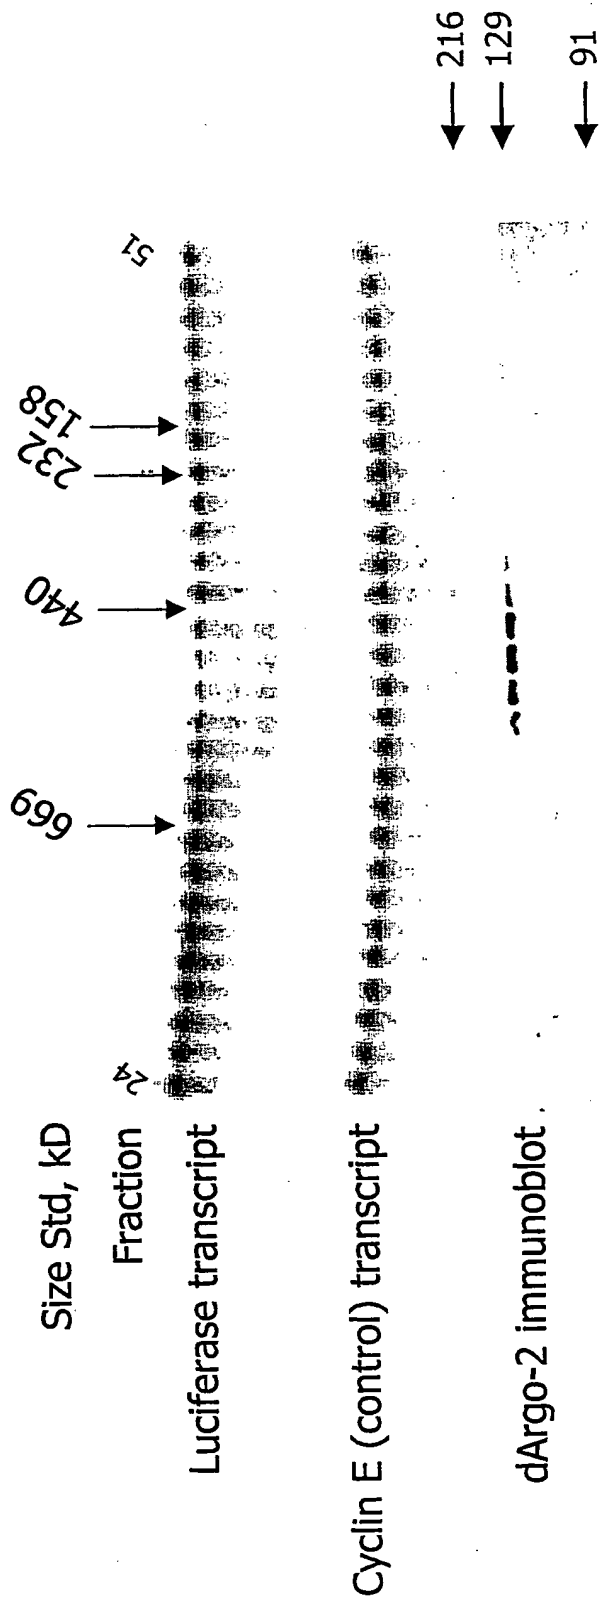 Size Std, kD
669
440
232
158
Fraction
24
51
Luciferase transcript
Cyclin E (control) transcript
216
129
dArgo-2 immunoblot
91